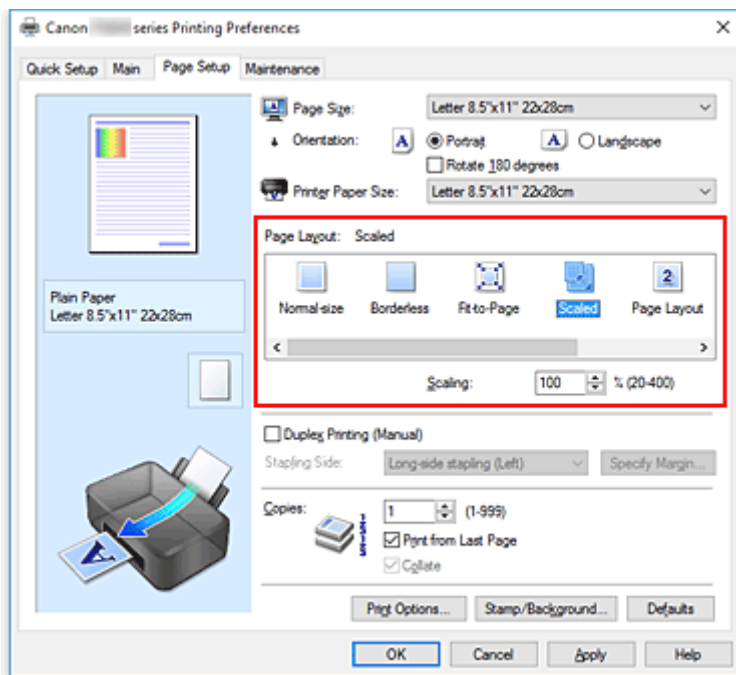 Canon series Printing Preferences
Quick Setup Main Page Setup Maintenance
Page Size: Letter 8.5"x11" 22x28cm
Orientation: A Portrait A Landscape
Rotate 180 degrees
Printer Paper Size: Letter 8.5"x11" 22x28cm
Page Layout: Scaled
Normal-size Borderless Fit-to-Page Scaled 2 Page Layout
Scaling: 100 % (20-400)
Plain Paper
Letter 8.5"x11" 22x28cm
Duplex Printing (Manual)
Stapling Side: Long-side stapling (Left) Specify Margin...
Copies: 1 (1-999)
Print from Last Page
Collate
A
Print Options... Stamp/Background... Defaults
OK Cancel Apply Help